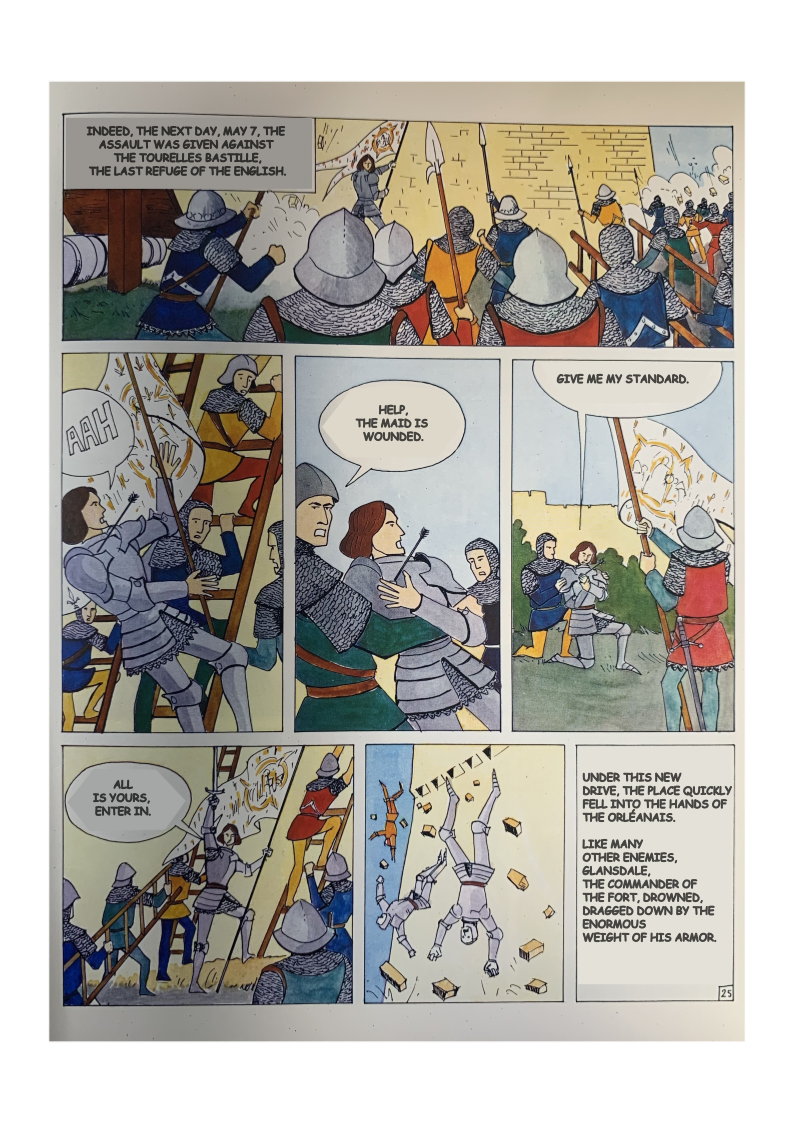 INDEED, THE NEXT DAY, MAY 7, THE
ASSAULT WAS GIVEN AGAINST
THE TOURELLES BASTILLE,
THE LAST REFUGE OF THE ENGLISH.
AAH
HELP,
THE MAID IS
WOUNDED.
GIVE ME MY STANDARD.
ALL
IS YOURS,
ENTER IN.
UNDER THIS NEW
DRIVE, THE PLACE QUICKLY
FELL INTO THE HANDS OF
THE ORLÉANAIS.
LIKE MANY
OTHER ENEMIES,
GLANSDALE,
THE COMMANDER OF
THE FORT, DROWNED,
DRAGGED DOWN BY THE
ENORMOUS
WEIGHT OF HIS ARMOR.
25